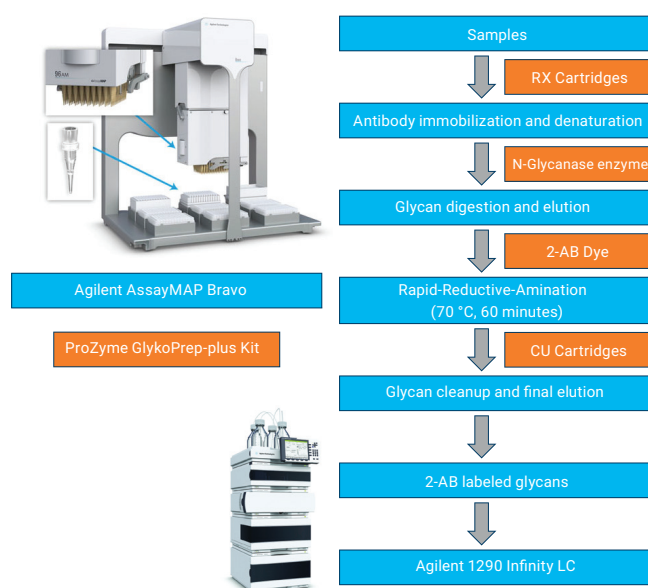 96AM
Agilent AssayMAP Bravo
ProZyme GlykoPrep-plus Kit
Samples
RX Cartridges
Antibody immobilization and denaturation
N-Glycanase enzyme
Glycan digestion and elution
2-AB Dye
Rapid-Reductive-Amination
(70 °C, 60 minutes)
CU Cartridges
Glycan cleanup and final elution
2-AB labeled glycans
Agilent 1290 Infinity LC